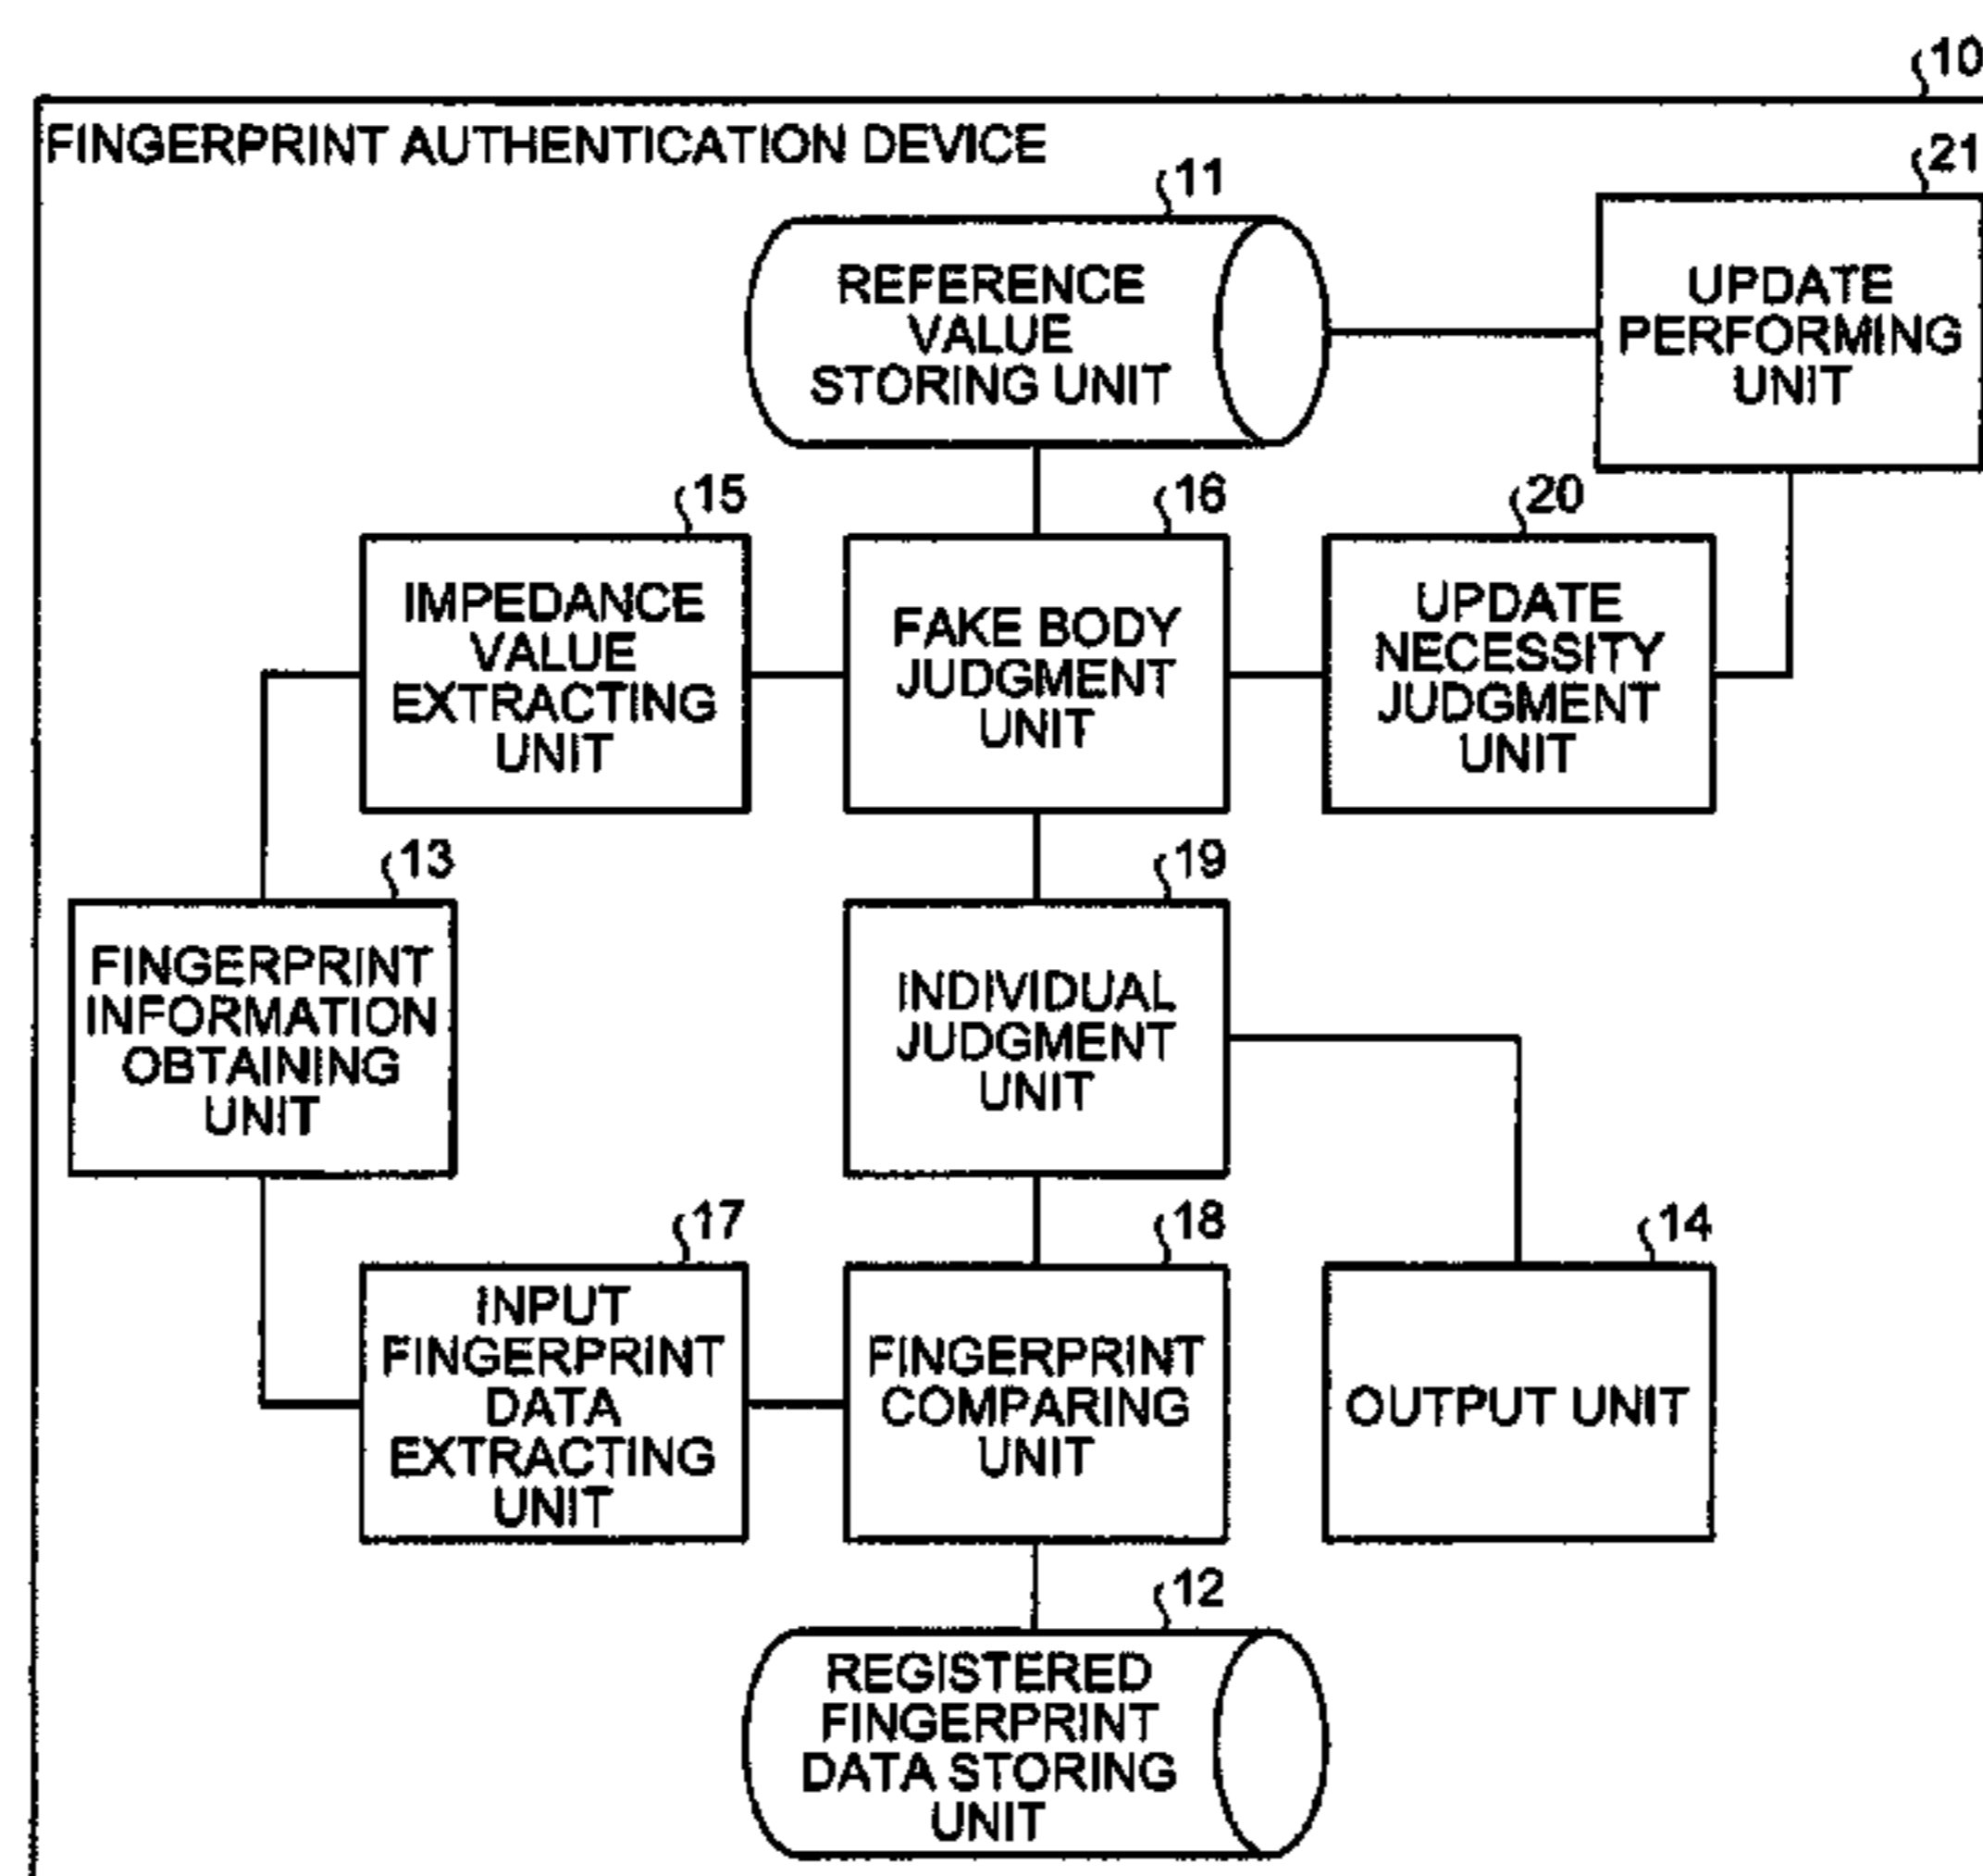 10
FINGERPRINT AUTHENTICATION DEVICE
11
REFERENCE
VALUE
STORING UNIT
21
UPDATE
PERFORMING
UNIT
15
IMPEDANCE
VALUE
EXTRACTING
UNIT
16
FAKE BODY
JUDGMENT
UNIT
20
UPDATE
NECESSITY
JUDGMENT
UNIT
13
FINGERPRINT
INFORMATION
OBTAINING
UNIT
19
INDIVIDUAL
JUDGMENT
UNIT
17
INPUT
FINGERPRINT
DATA
EXTRACTING
UNIT
18
FINGERPRINT
COMPARING
UNIT
14
OUTPUT UNIT
12
REGISTERED
FINGERPRINT
DATA STORING
UNIT